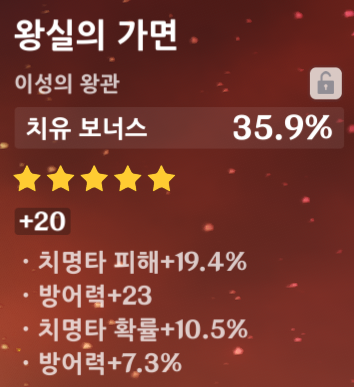 왕실의 가면
이성의 왕관
치유 보너스 35.9%
+20
· 치명타 피해+19.4%
· 방어력+23
· 치명타 확률+10.5%
· 방어력+7.3%